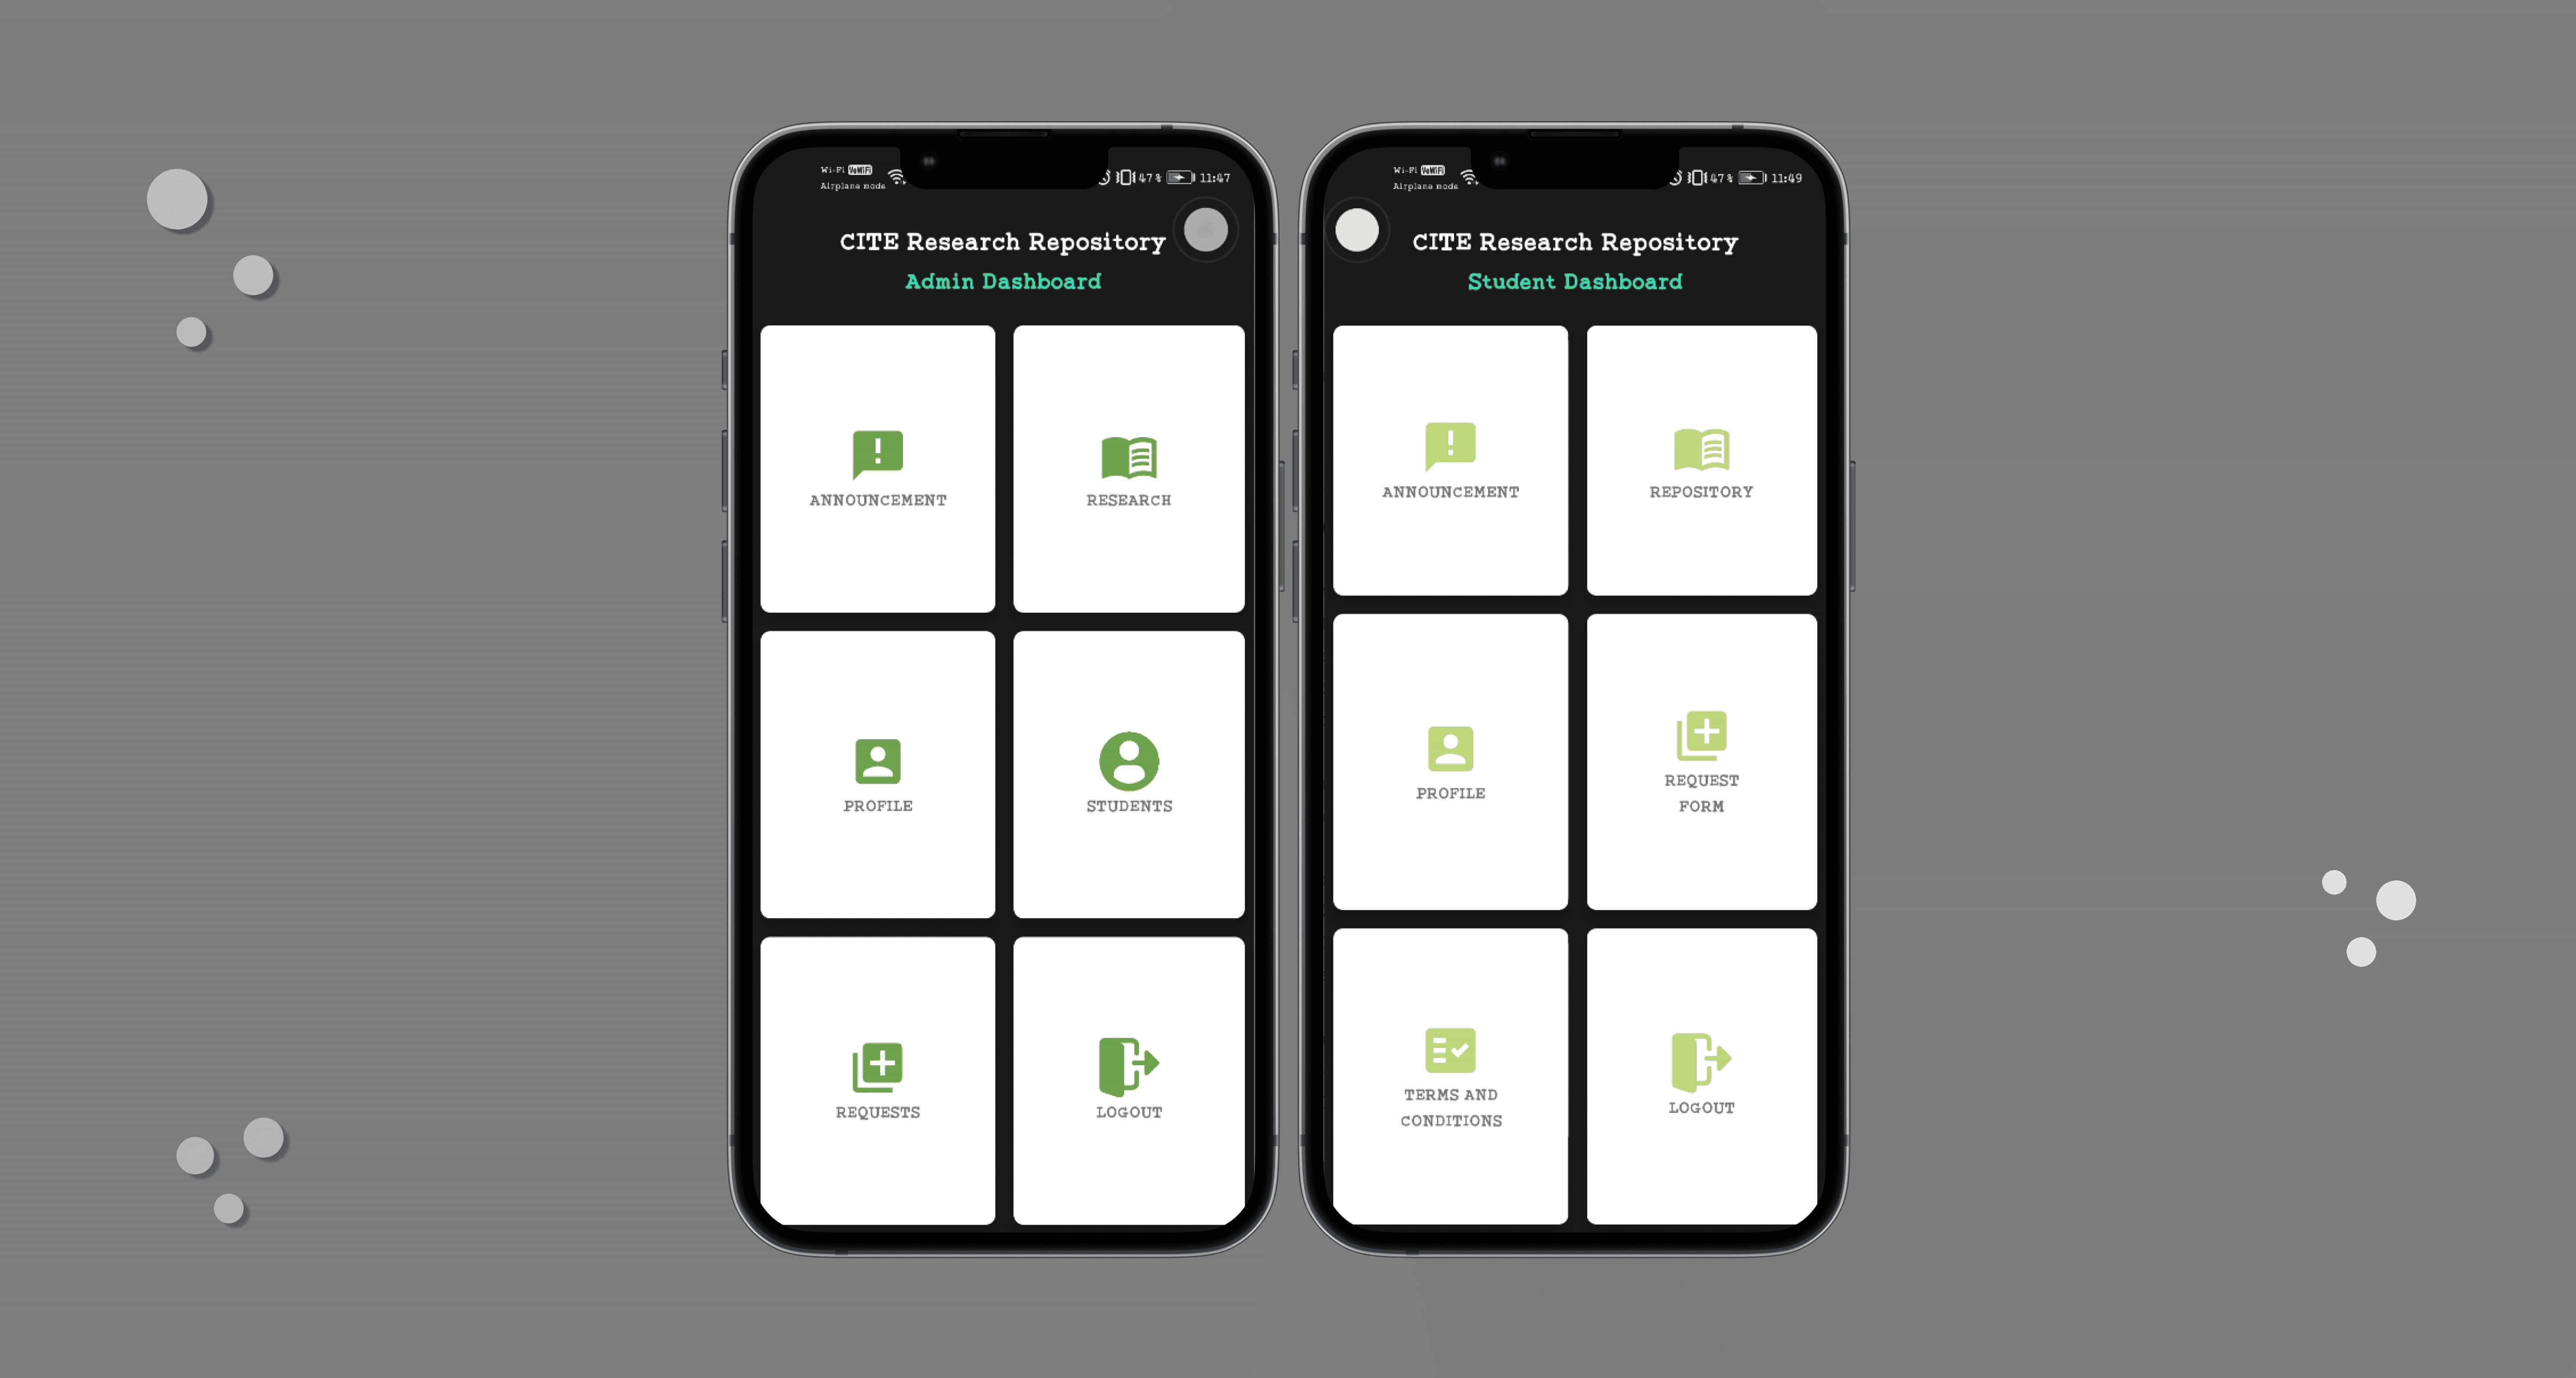 Wi-Fi VoWiFi
Airplane mode
47% 11:47
CITE Research Repository
Admin Dashboard
ANNOUNCEMENT
RESEARCH
PROFILE
STUDENTS
REQUESTS
LOGOUT
Wi-Fi VoWiFi
Airplane mode
47% 11:49
CITE Research Repository
Student Dashboard
ANNOUNCEMENT
REPOSITORY
PROFILE
REQUEST
FORM
TERMS AND
CONDITIONS
LOGOUT